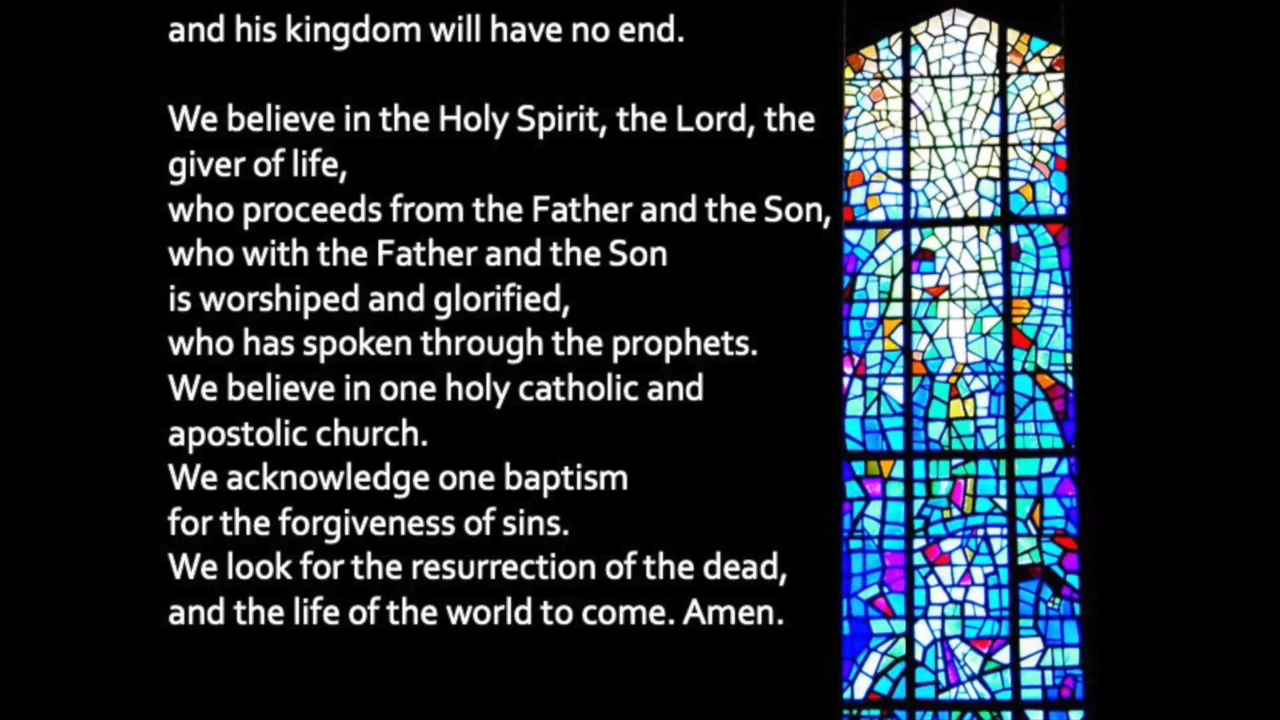 and his kingdom will have no end.
We believe in the Holy Spirit, the Lord, the
giver of life,
who proceeds from the Father and the Son,
who with the Father and the Son
is worshiped and glorified,
who has spoken through the prophets.
We believe in one holy catholic and
apostolic church.
We acknowledge one baptism
for the forgiveness of sins.
We look for the resurrection of the dead,
and the life of the world to come. Amen.